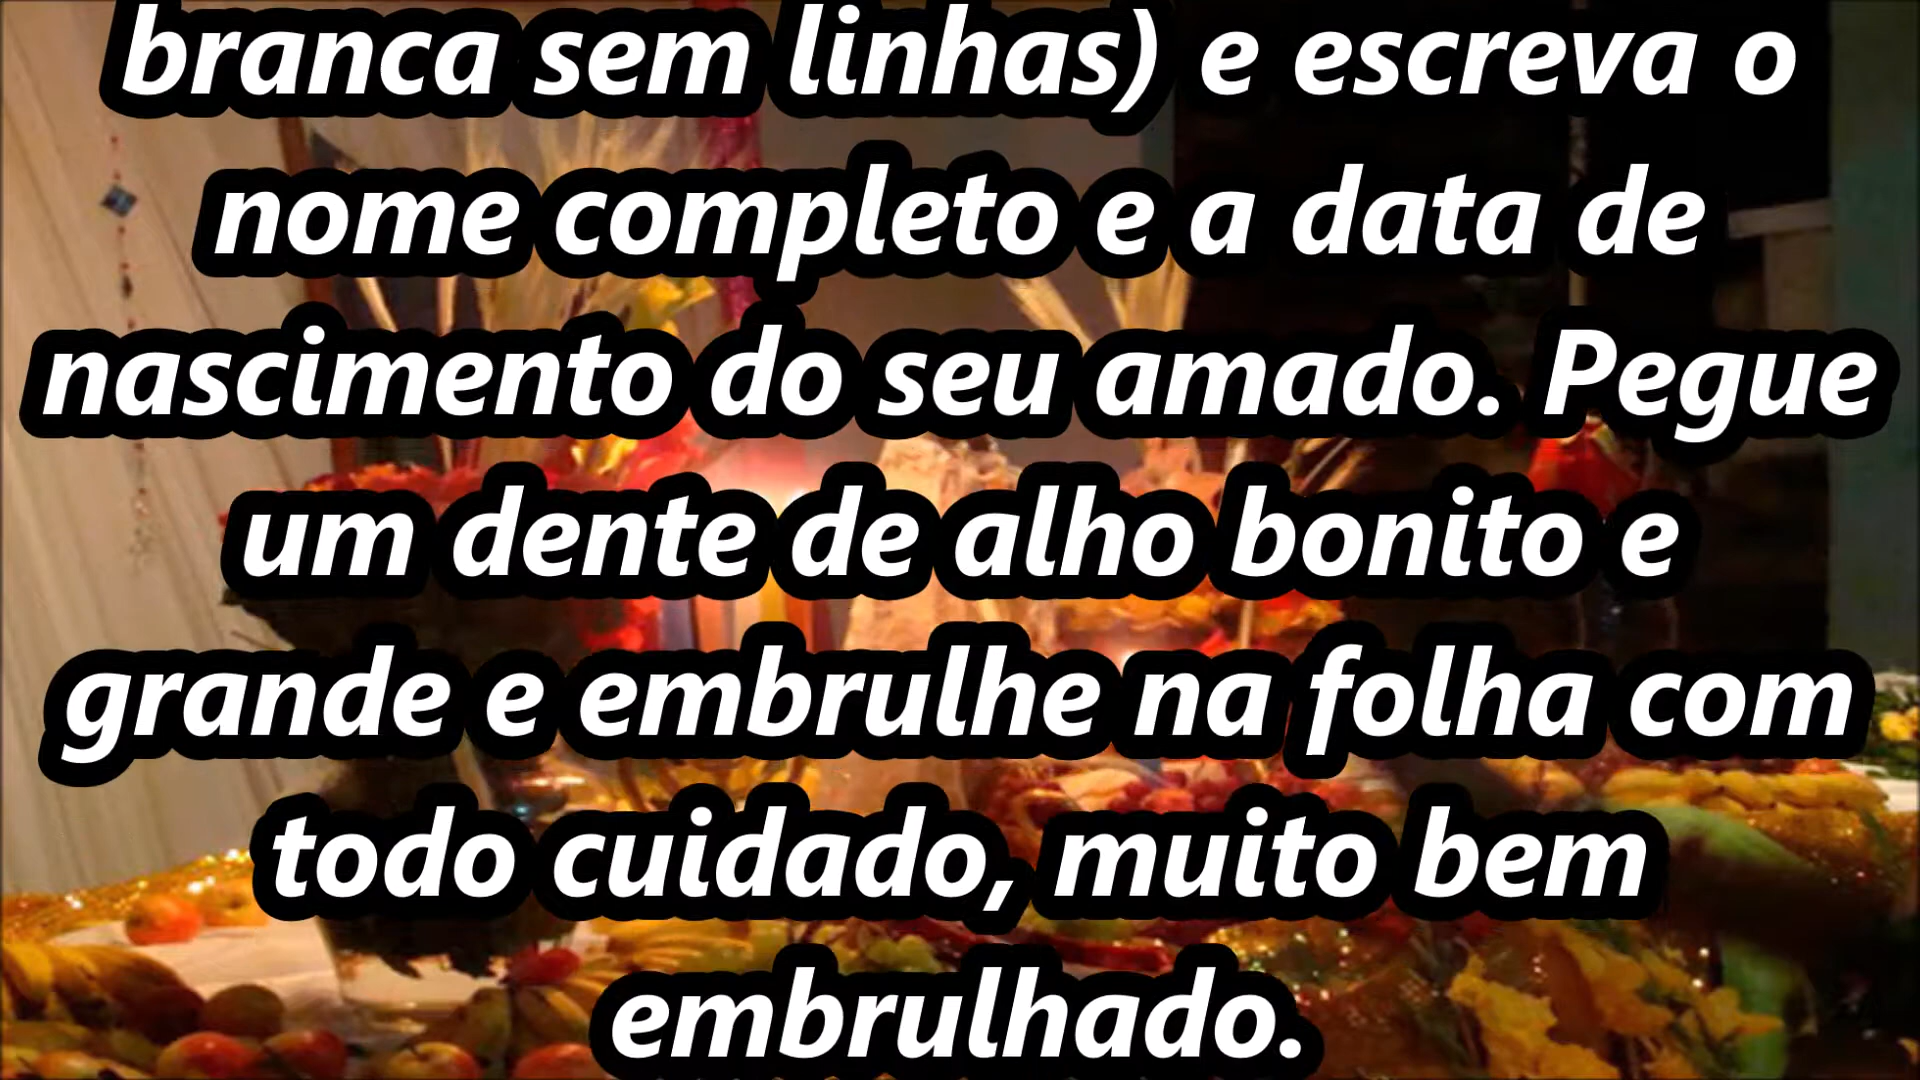 branca sem linhas) e escreva o
nome completo e a data de
nascimento do seu amado. Pegue
um dente de alho bonito e
grande e embrulhe na folha com
todo cuidado, muito bem
embrulhado.